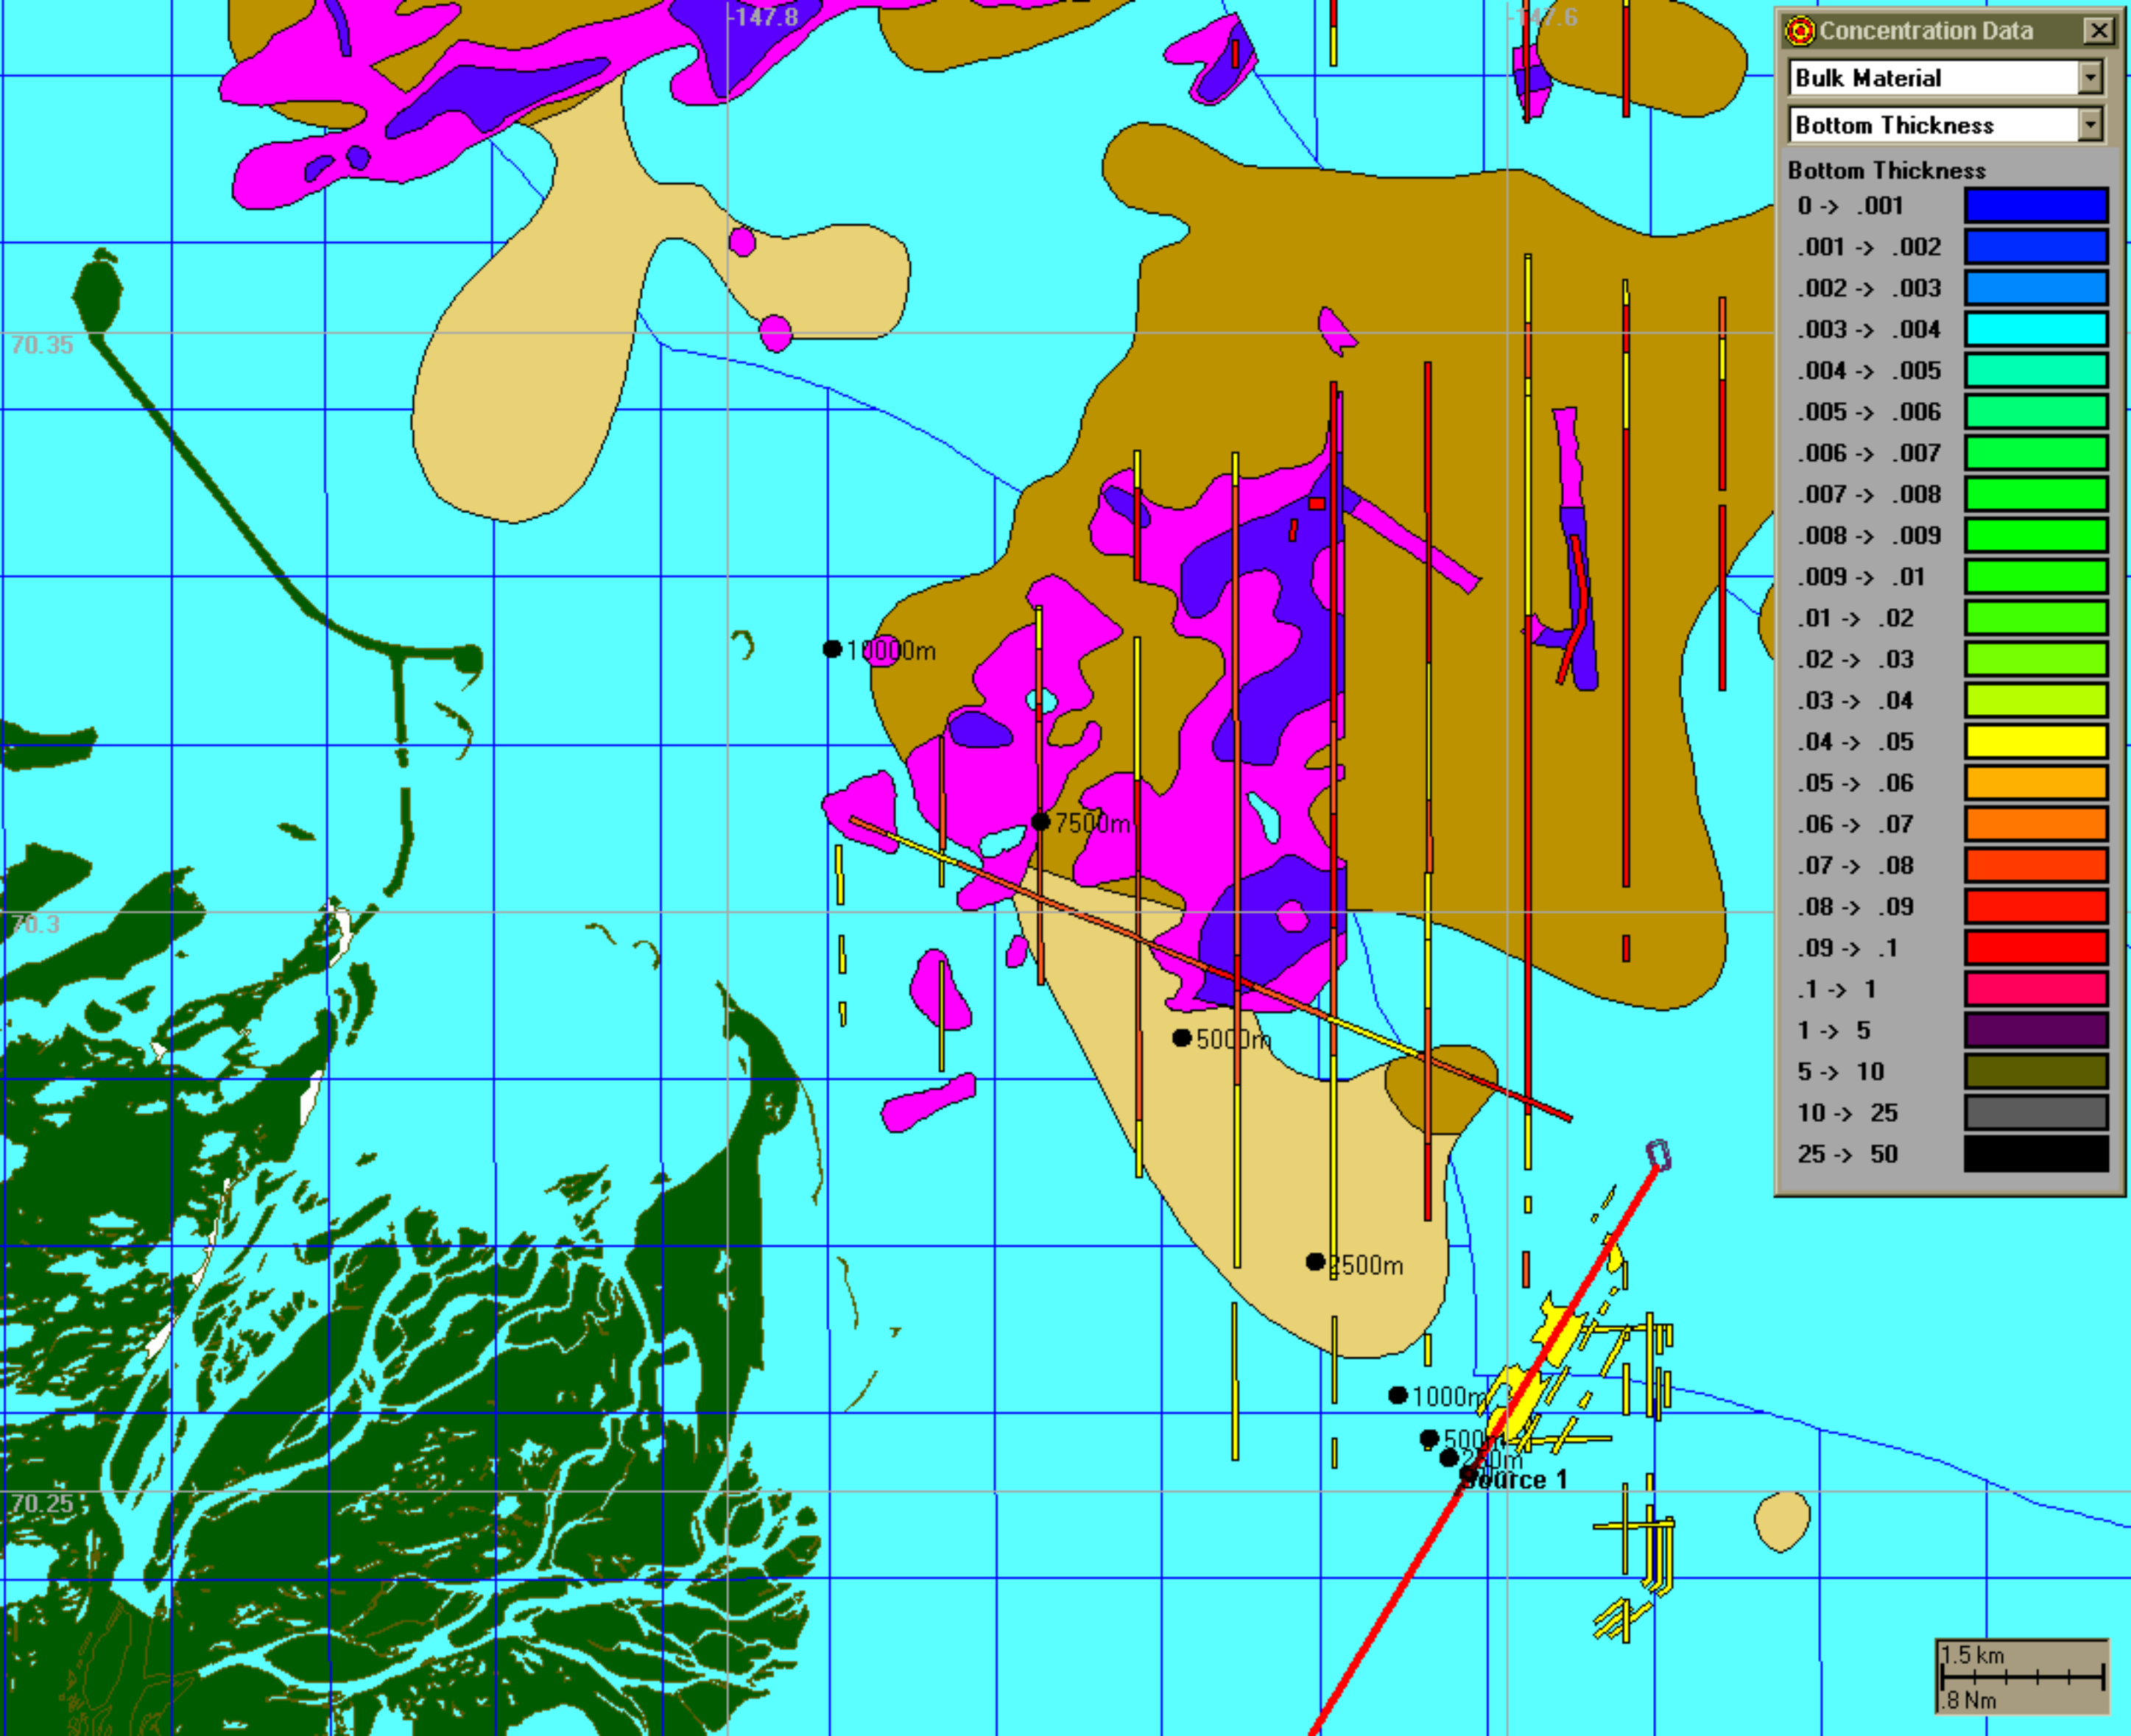 -147.8
-147.6
Concentration Data
Bulk Material
Bottom Thickness
Bottom Thickness
0 -> .001
.001 -> .002
.002 -> .003
.003 -> .004
.004 -> .005
.005 -> .006
.006 -> .007
.007 -> .008
.008 -> .009
.009 -> .01
.01 -> .02
.02 -> .03
.03 -> .04
.04 -> .05
.05 -> .06
.06 -> .07
.07 -> .08
.08 -> .09
.09 -> .1
.1 -> 1
1 -> 5
5 -> 10
10 -> 25
25 -> 50
70.35
10000m
7500m
70.3
5000m
2500m
1000m
500m
Source 1
70.25
1.5 km
.8 Nm